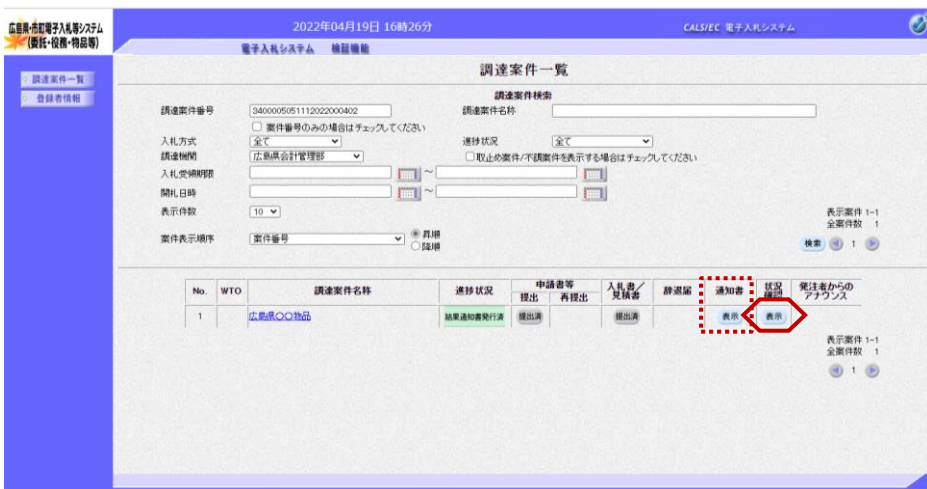 広島県・市町電子入札等システム
(委託・役務・物品等)
2022年04月19日 16時26分
CALS/EC 電子入札システム
電子入札システム 検証機能
調達案件一覧
登録者情報
調達案件一覧
調達案件検索
調達案件番号 3400005051112022000402 調達案件名称
案件番号のみの場合はチェックしてください
入札方式 全て 進捗状況 全て
調達機関 広島県会計管理部 取止め案件/不調案件を表示する場合はチェックしてください
入札受領期限 ~
開札日時 ~
表示件数 10
表示案件 1-1
全案件数 1
案件表示順序 案件番号 昇順
降順
検索 1
No. WTO 調達案件名称 進捗状況 申請書等 入札書/見積書 辞退届 通知書 状況確認 発注者からのアナウンス
提出 再提出
1 広島県〇〇物品 結果通知書発行済 提出済 提出済 表示 表示
表示案件 1-1
全案件数 1
1